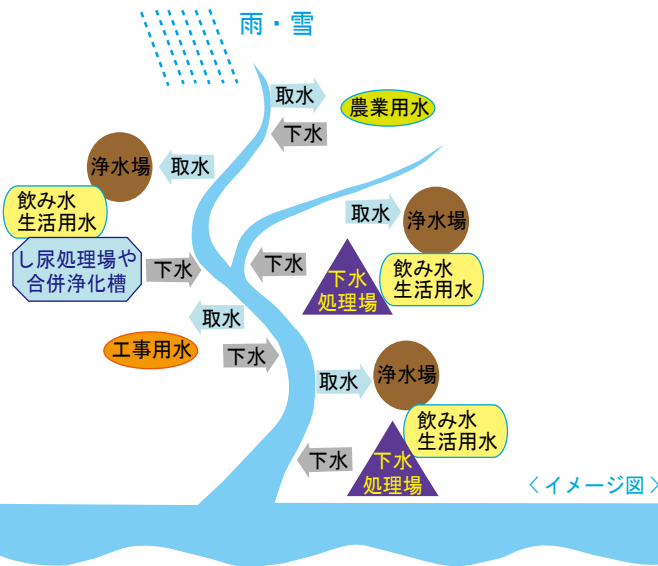 雨・雪
取水
農業用水
下水
浄水場
取水
飲み水
生活用水
し尿処理場や
合併浄化槽
下水
取水
浄水場
下水
下水
処理場
飲み水
生活用水
取水
工事用水
下水
取水
浄水場
飲み水
生活用水
下水
下水
処理場
〈イメージ図〉